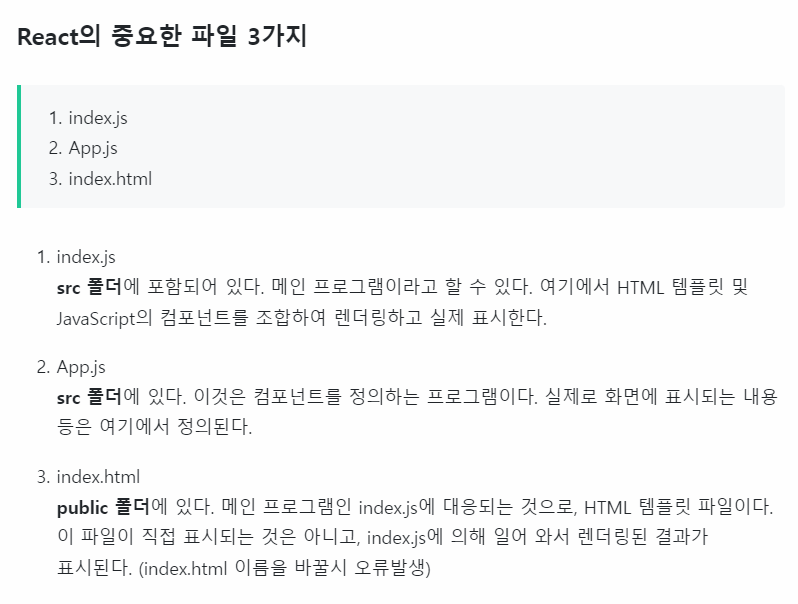 React의 중요한 파일 3가지
1. index.js
2. App.js
3. index.html
1. index.js
src 폴더에 포함되어 있다. 메인 프로그램이라고 할 수 있다. 여기에서 HTML 템플릿 및
JavaScript의 컴포넌트를 조합하여 렌더링하고 실제 표시한다.
2. App.js
src 폴더에 있다. 이것은 컴포넌트를 정의하는 프로그램이다. 실제로 화면에 표시되는 내용
등은 여기에서 정의된다.
3. index.html
public 폴더에 있다. 메인 프로그램인 index.js에 대응되는 것으로, HTML 템플릿 파일이다.
이 파일이 직접 표시되는 것은 아니고, index.js에 의해 일어 와서 렌더링된 결과가
표시된다. (index.html 이름을 바꿀시 오류발생)